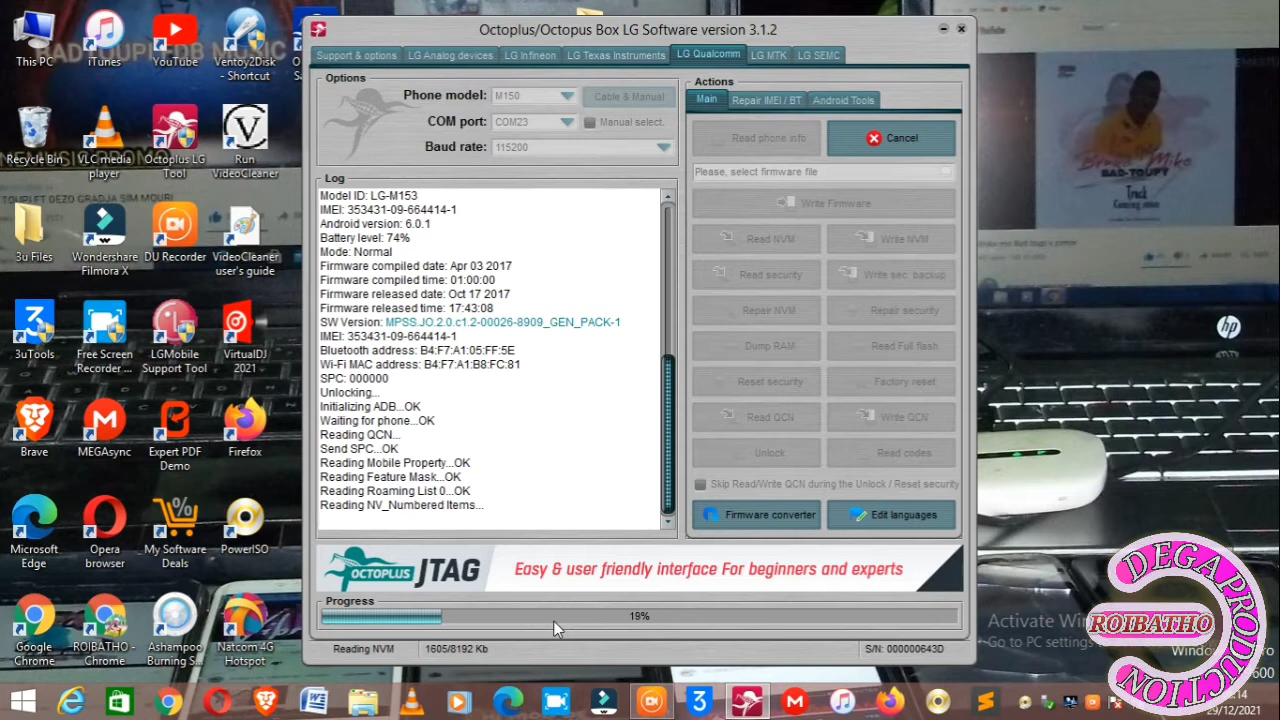 Octoplus/Octopus Box LG Software version 3.1.2
Support & options
LG Analog devices
LG Infineon
LG Texas Instruments
LG Qualcomm
LG MTK
LG SEMC
Options
Phone model: M150
Cable & Manual
COM port: COM23
Manual select.
Baud rate: 115200
Log
Model ID: LG-M153
IMEI: 353431-09-664414-1
Android version: 6.0.1
Battery level: 74%
Mode: Normal
Firmware compiled date: Apr 03 2017
Firmware compiled time: 01:00:00
Firmware released date: Oct 17 2017
Firmware released time: 17:43:08
SW Version: MPSS.JO.2.0.c1.2-00026-8909_GEN_PACK-1
IMEI: 353431-09-664414-1
Bluetooth address: B4:F7:A1:05:FF:5E
Wi-Fi MAC address: B4:F7:A1:B8:FC:81
SPC: 000000
Unlocking...
Initializing ADB...OK
Waiting for phone...OK
Reading QCN...
Send SPC...OK
Reading Mobile Property...OK
Reading Feature Mask...OK
Reading Roaming List 0...OK
Reading NV_Numbered Items...
Actions
Main
Repair IMEI / BT
Android Tools
Read phone info
Cancel
Please, select firmware file
Write Firmware
Read NVM
Write NVM
Read security
Write sec. backup
Repair NVM
Repair security
Dump RAM
Read Full flash
Reset security
Factory reset
Read QCN
Write QCN
Unlock
Read codes
Skip Read/Write QCN during the Unlock / Reset security
Firmware converter
Edit languages
OCTOPLUS JTAG
Easy & user friendly interface For beginners and experts
Progress
19%
Reading NVM
1605/8192 Kb
S/N: 000000643D
This PC
iTunes
YouTube
Ventoy2Disk
- Shortcut
Recycle Bin
VLC media
player
Octoplus LG
Tool
Run
VideoCleaner
3u Files
Wondershare
Filmora X
DU Recorder
VideoCleaner
user's guide
3uTools
Free Screen
Recorder ...
LGMobile
Support Tool
VirtualDJ
2021
Brave
MEGAsync
Expert PDF
Demo
Firefox
Microsoft
Edge
Opera
browser
My Software
Deals
PowerISO
Google
Chrome
ROIBATHO -
Chrome
Ashampoo
Burning S...
Natcom 4G
Hotspot
BAD-TOUPY
Track
hp
Activate Win
Go to PC settings
DEGA PRODUCTION
ROIBATHO
29/12/2021